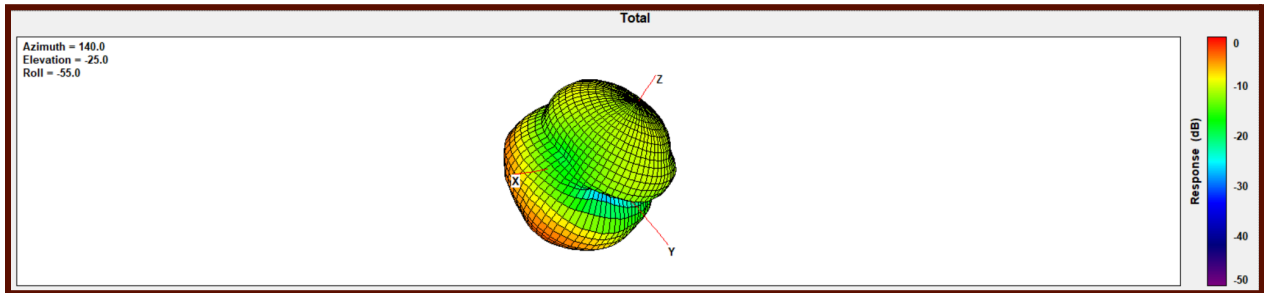 Total
Azimuth = 140.0
Elevation = -25.0
Roll = -55.0
Z
X
Y
0
-10
-20
-30
-40
-50
Response (dB)